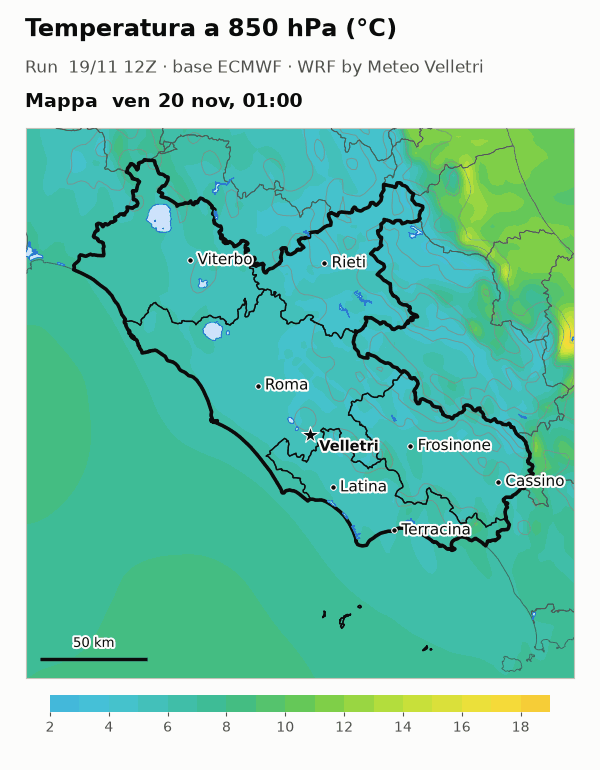 Temperatura a 850 hPa (°C)
Run  19/11 12Z · base ECMWF · WRF by Meteo Velletri
Mappa  ven 20 nov, 01:00
Viterbo
Rieti
Roma
Velletri
Frosinone
Latina
Cassino
Terracina
50 km
2 4 6 8 10 12 14 16 18